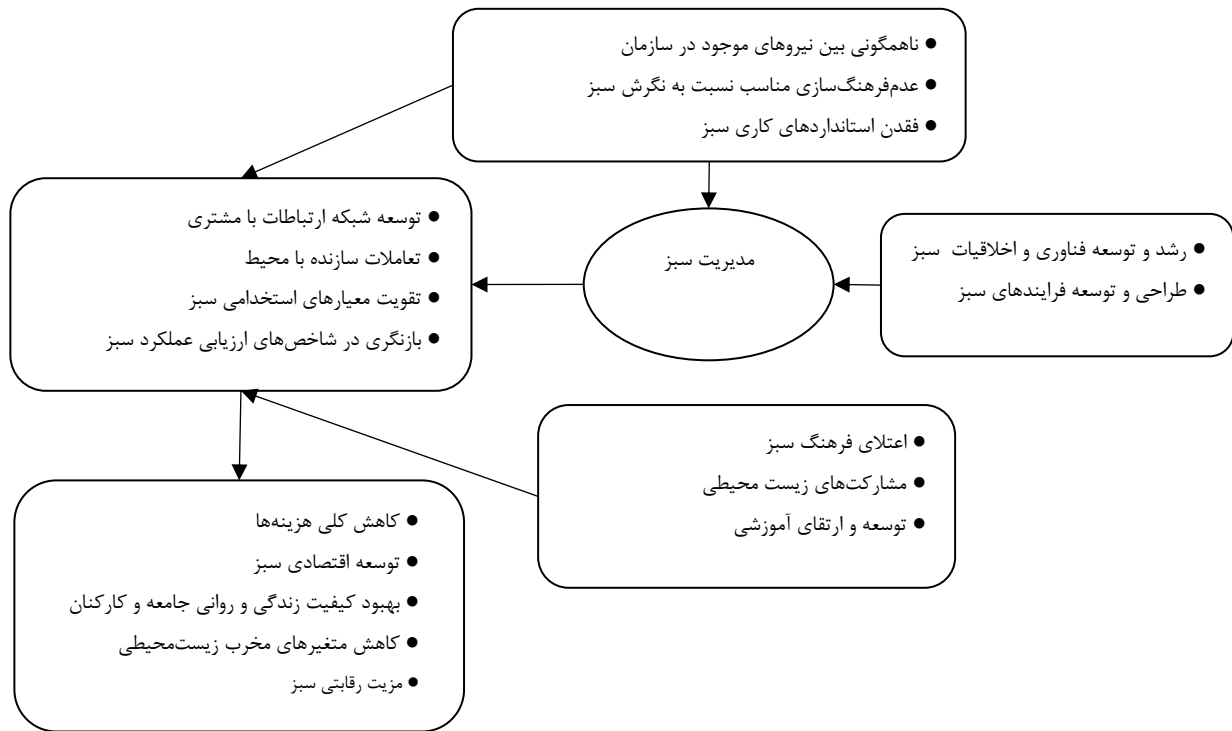 ● ناهمگونی بین نیروهای موجود در سازمان
● عدم‌فرهنگ‌سازی مناسب نسبت به نگرش سبز
● فقدن استانداردهای کاری سبز
● رشد و توسعه فناوری و اخلاقیات سبز
● طراحی و توسعه فرایندهای سبز
مدیریت سبز
● توسعه شبکه ارتباطات با مشتری
● تعاملات سازنده با محیط
● تقویت معیارهای استخدامی سبز
● بازنگری در شاخص‌های ارزیابی عملکرد سبز
● اعتلای فرهنگ سبز
● مشارکت‌های زیست محیطی
● توسعه و ارتقای آموزشی
● کاهش کلی هزینه‌ها
● توسعه اقتصادی سبز
● بهبود کیفیت زندگی و روانی جامعه و کارکنان
● کاهش متغیرهای مخرب زیست‌محیطی
● مزیت رقابتی سبز